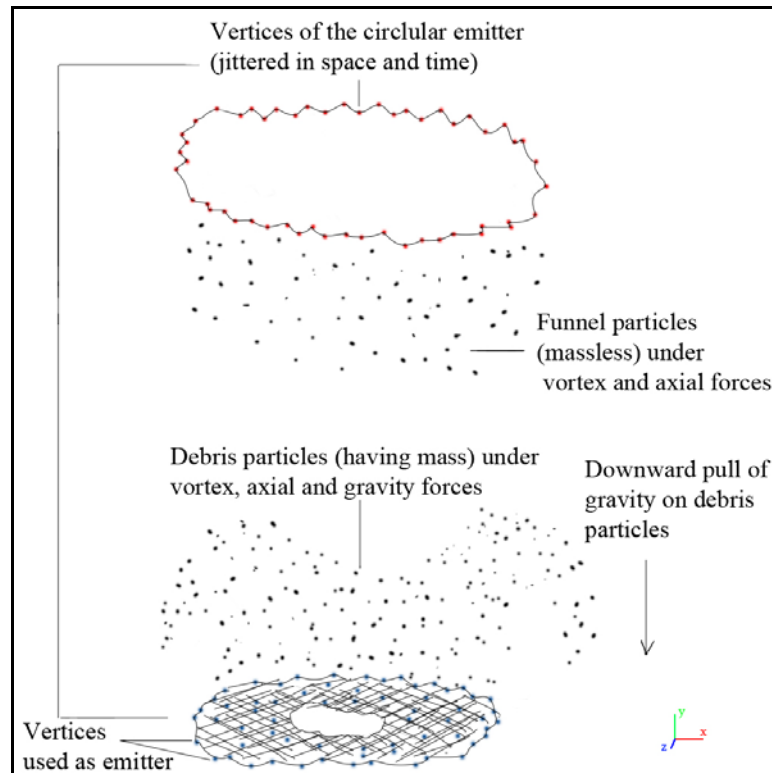 Vertices of the circlular emitter
(jittered in space and time)
Funnel particles
(massless) under
vortex and axial forces
Debris particles (having mass) under
vortex, axial and gravity forces
Downward pull of
gravity on debris
particles
Vertices
used as emitter
y
x
z